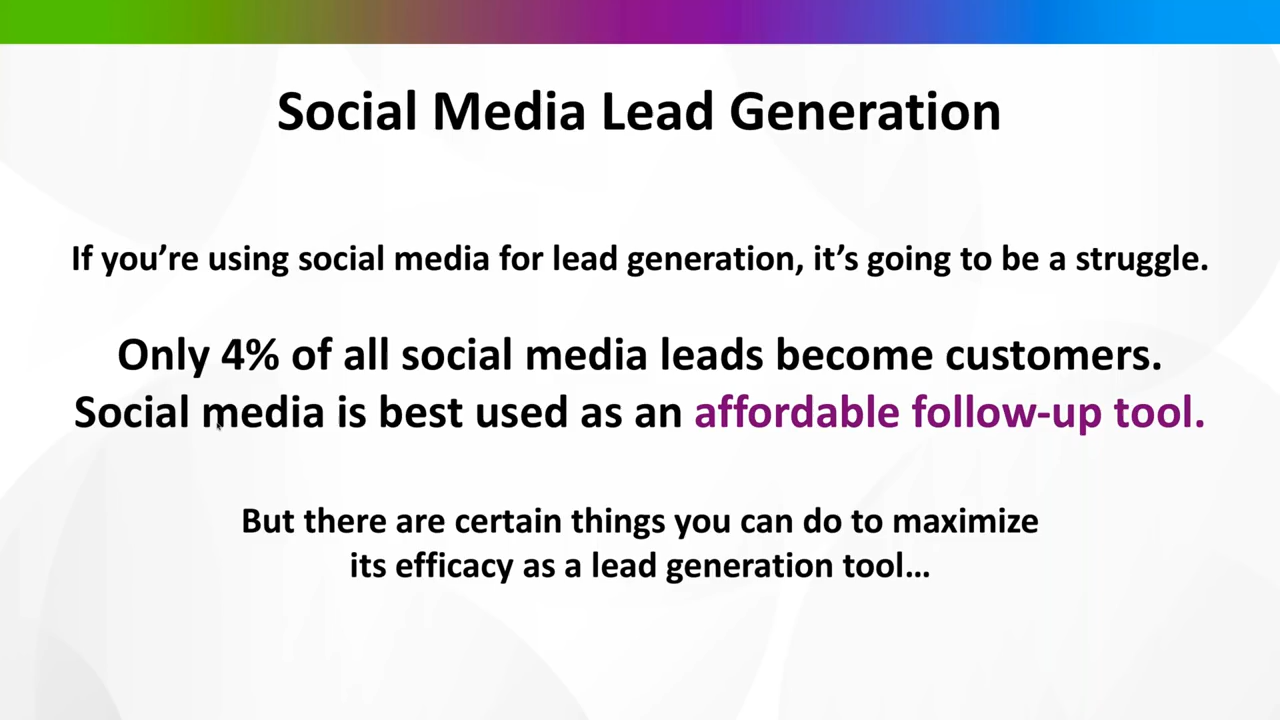 Social Media Lead Generation
If you’re using social media for lead generation, it’s going to be a struggle.
Only 4% of all social media leads become customers.
Social media is best used as an affordable follow-up tool.
But there are certain things you can do to maximize
its efficacy as a lead generation tool…